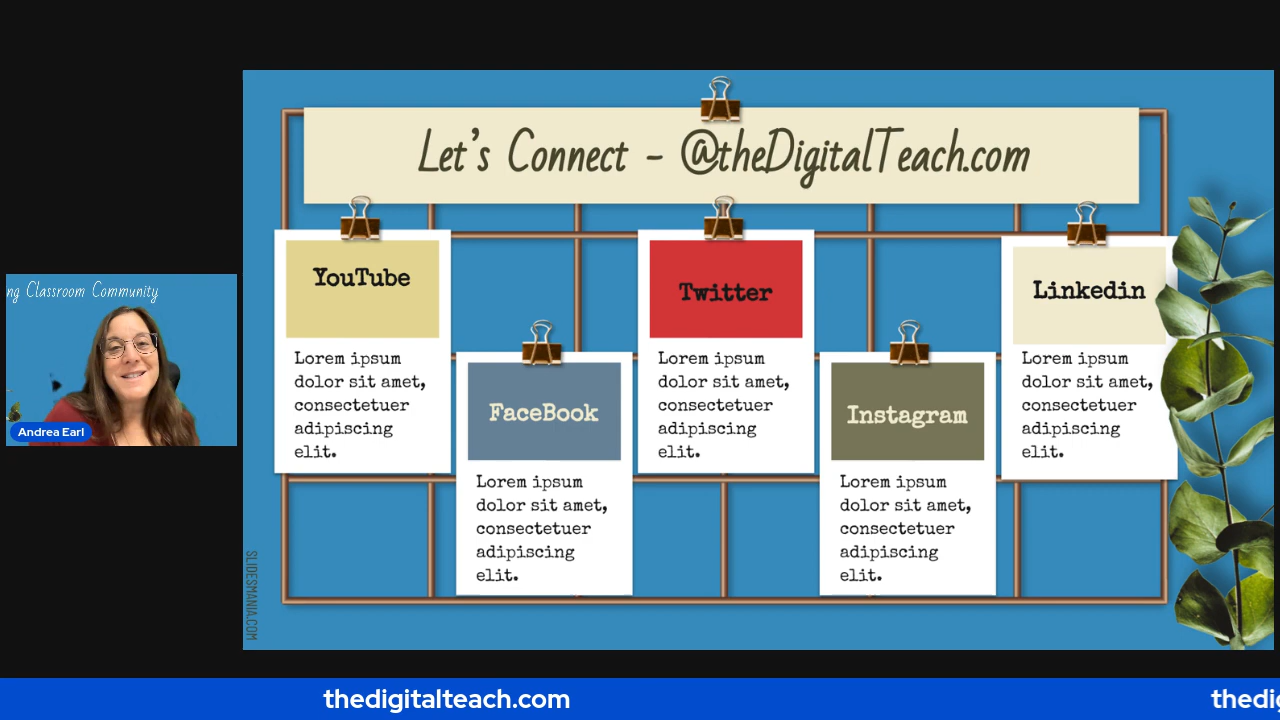 Let's Connect - @theDigitalTeach.com
YouTube
Lorem ipsum
dolor sit amet,
consectetuer
adipiscing
elit.
FaceBook
Lorem ipsum
dolor sit amet,
consectetuer
adipiscing
elit.
Twitter
Lorem ipsum
dolor sit amet,
consectetuer
adipiscing
elit.
Instagram
Lorem ipsum
dolor sit amet,
consectetuer
adipiscing
elit.
Linkedin
Lorem ipsum
dolor sit amet,
consectetuer
adipiscing
elit.
SLIDESMANIA.COM
ng Classroom Community
Andrea Earl
thedigitalteach.com
thedig